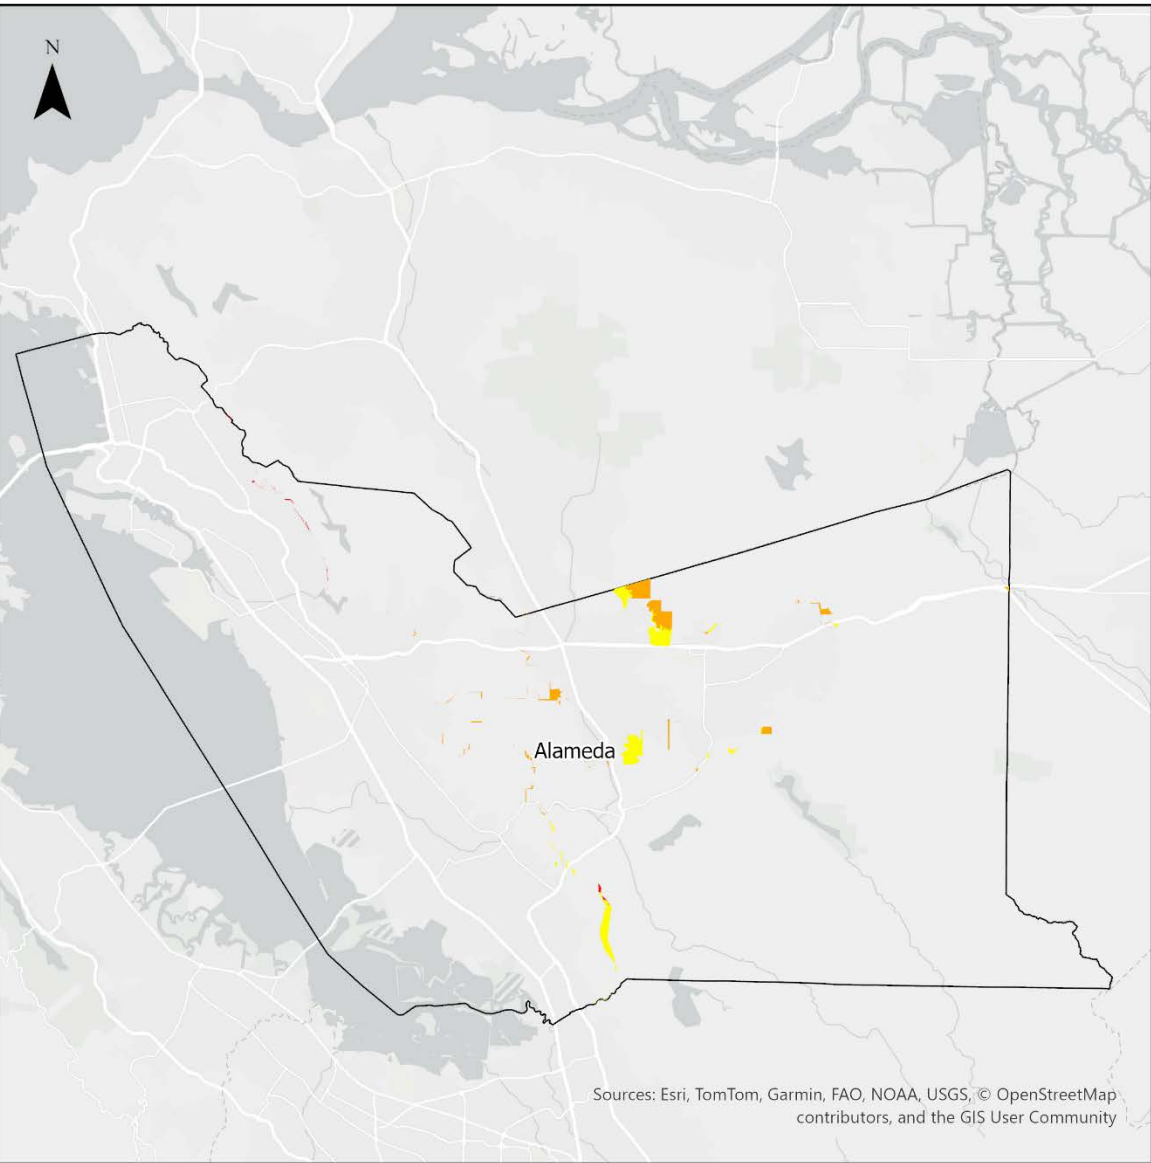 N
Alameda
Sources: Esri, TomTom, Garmin, FAO, NOAA, USGS, © OpenStreetMap
contributors, and the GIS User Community